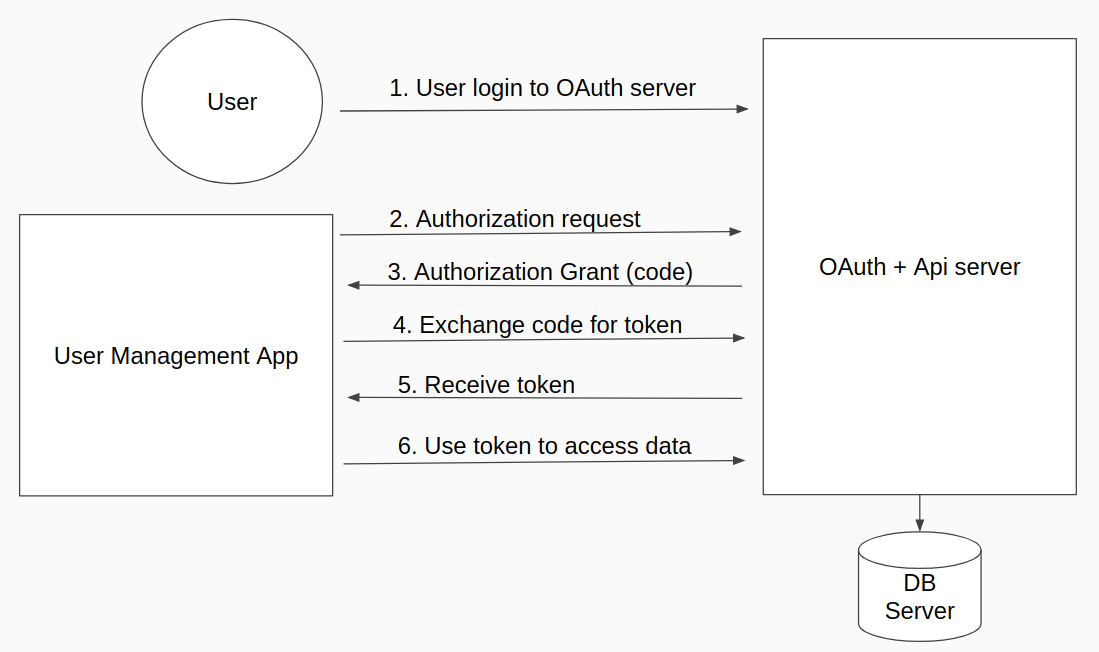 User
1. User login to OAuth server
2. Authorization request
3. Authorization Grant (code)
4. Exchange code for token
5. Receive token
6. Use token to access data
User Management App
OAuth + Api server
DB
Server